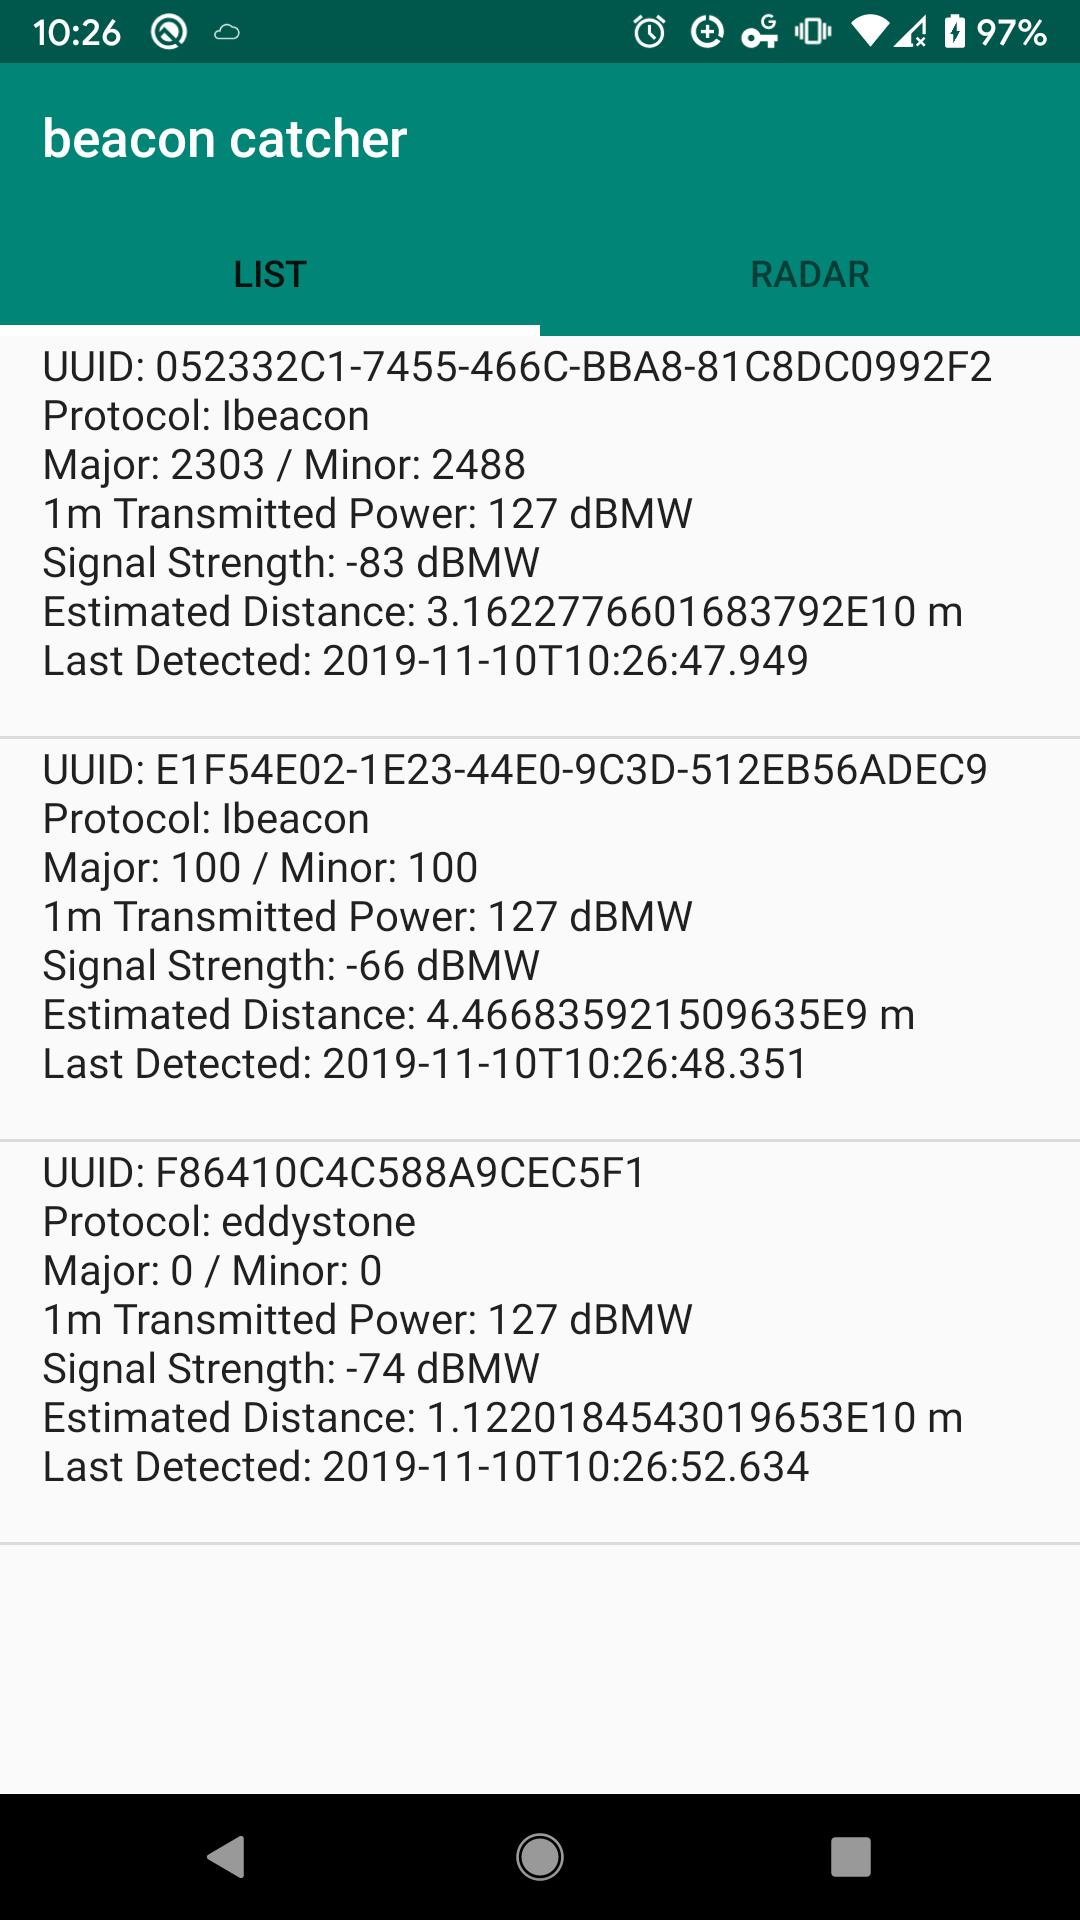 10:26 97%
beacon catcher
LIST RADAR
UUID: 052332C1-7455-466C-BBA8-81C8DC0992F2
Protocol: Ibeacon
Major: 2303 / Minor: 2488
1m Transmitted Power: 127 dBMW
Signal Strength: -83 dBMW
Estimated Distance: 3.1622776601683792E10 m
Last Detected: 2019-11-10T10:26:47.949
UUID: E1F54E02-1E23-44E0-9C3D-512EB56ADEC9
Protocol: Ibeacon
Major: 100 / Minor: 100
1m Transmitted Power: 127 dBMW
Signal Strength: -66 dBMW
Estimated Distance: 4.466835921509635E9 m
Last Detected: 2019-11-10T10:26:48.351
UUID: F86410C4C588A9CEC5F1
Protocol: eddystone
Major: 0 / Minor: 0
1m Transmitted Power: 127 dBMW
Signal Strength: -74 dBMW
Estimated Distance: 1.1220184543019653E10 m
Last Detected: 2019-11-10T10:26:52.634